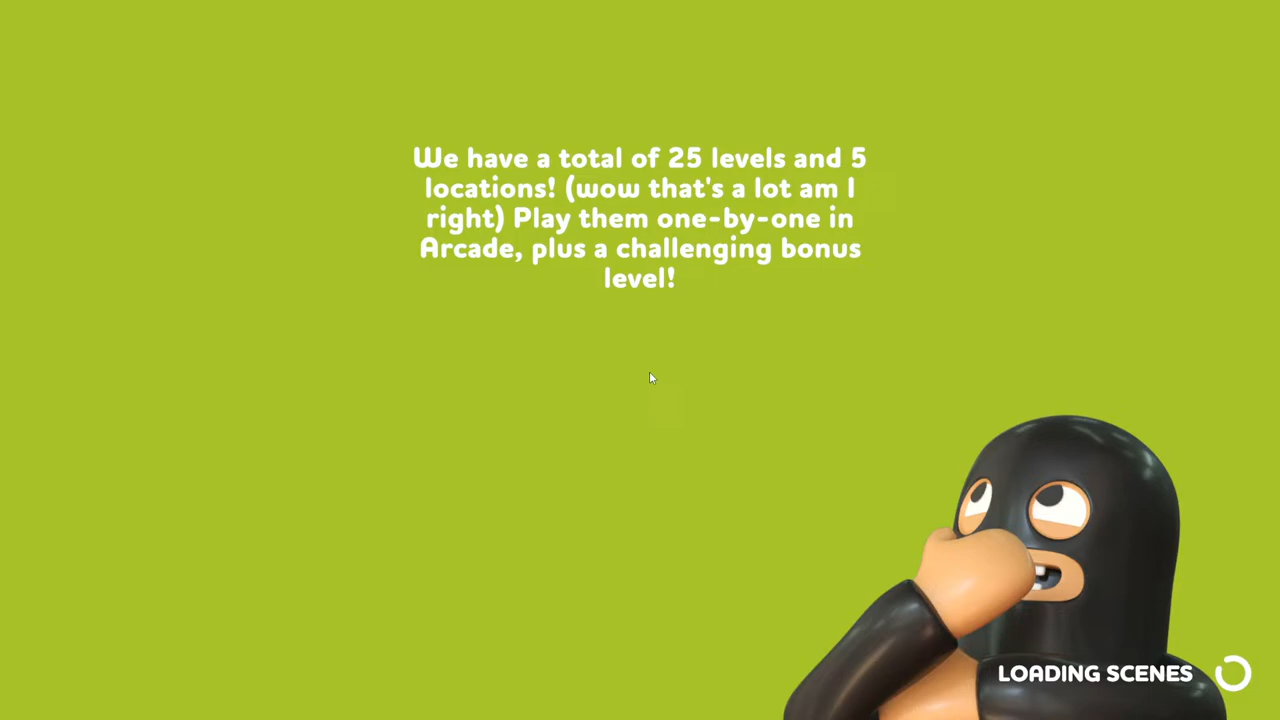 We have a total of 25 levels and 5
locations! (wow that's a lot am I
right) Play them one-by-one in
Arcade, plus a challenging bonus
level!
LOADING SCENES